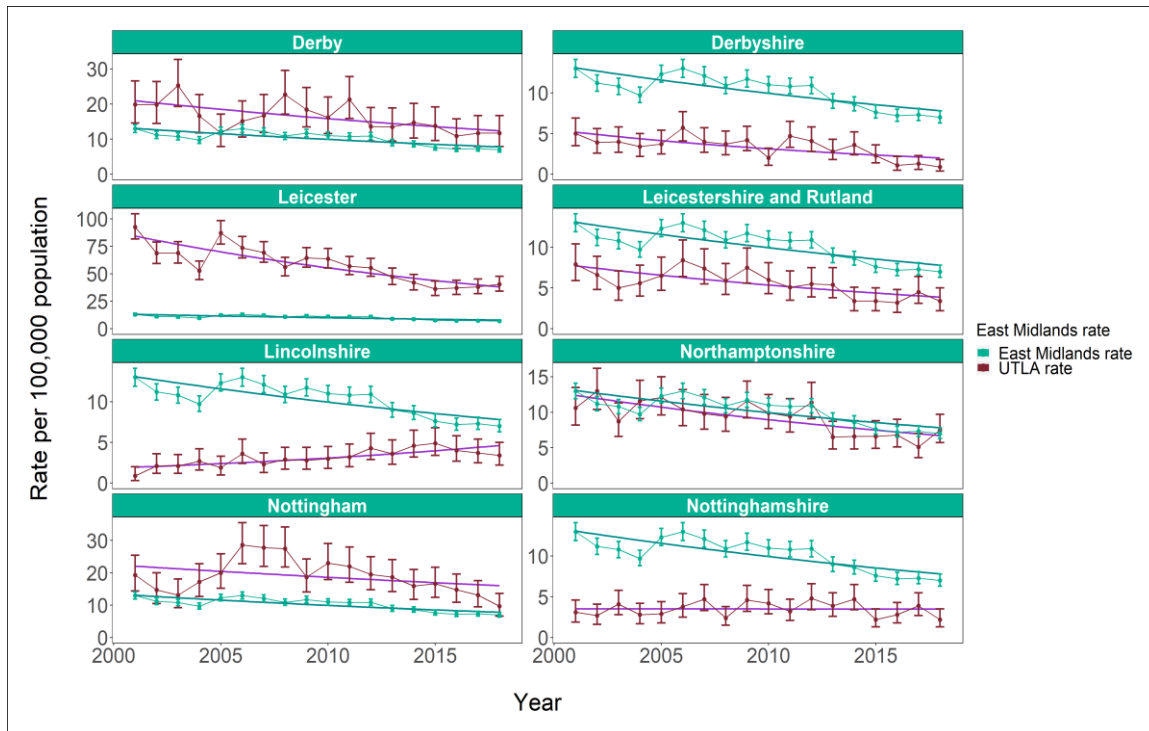 Derby
Derbyshire
30
20
10
0
10
5
0
Leicester
Leicestershire and Rutland
100
75
50
25
0
10
5
0
Lincolnshire
Northamptonshire
10
5
0
15
10
5
0
Nottingham
Nottinghamshire
30
20
10
0
10
5
0
2000
2005
2010
2015
2000
2005
2010
2015
Rate per 100,000 population
Year
East Midlands rate
East Midlands rate
UTLA rate